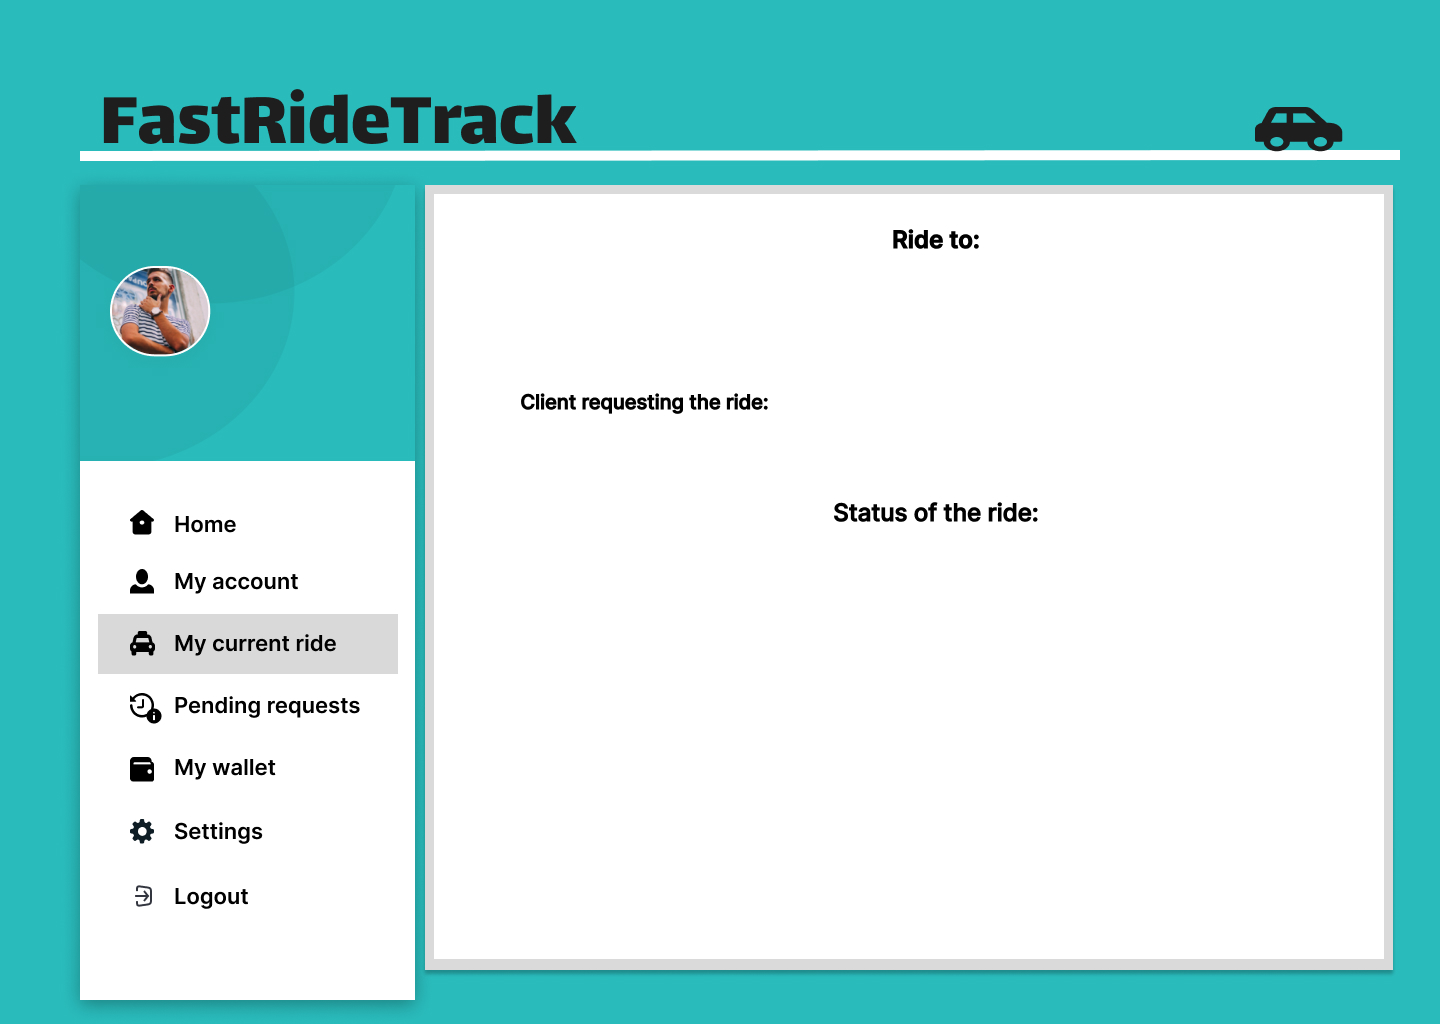 FastRideTrack
Ride to:
Client requesting the ride:
Status of the ride:
Home
My account
My current ride
Pending requests
My wallet
Settings
Logout